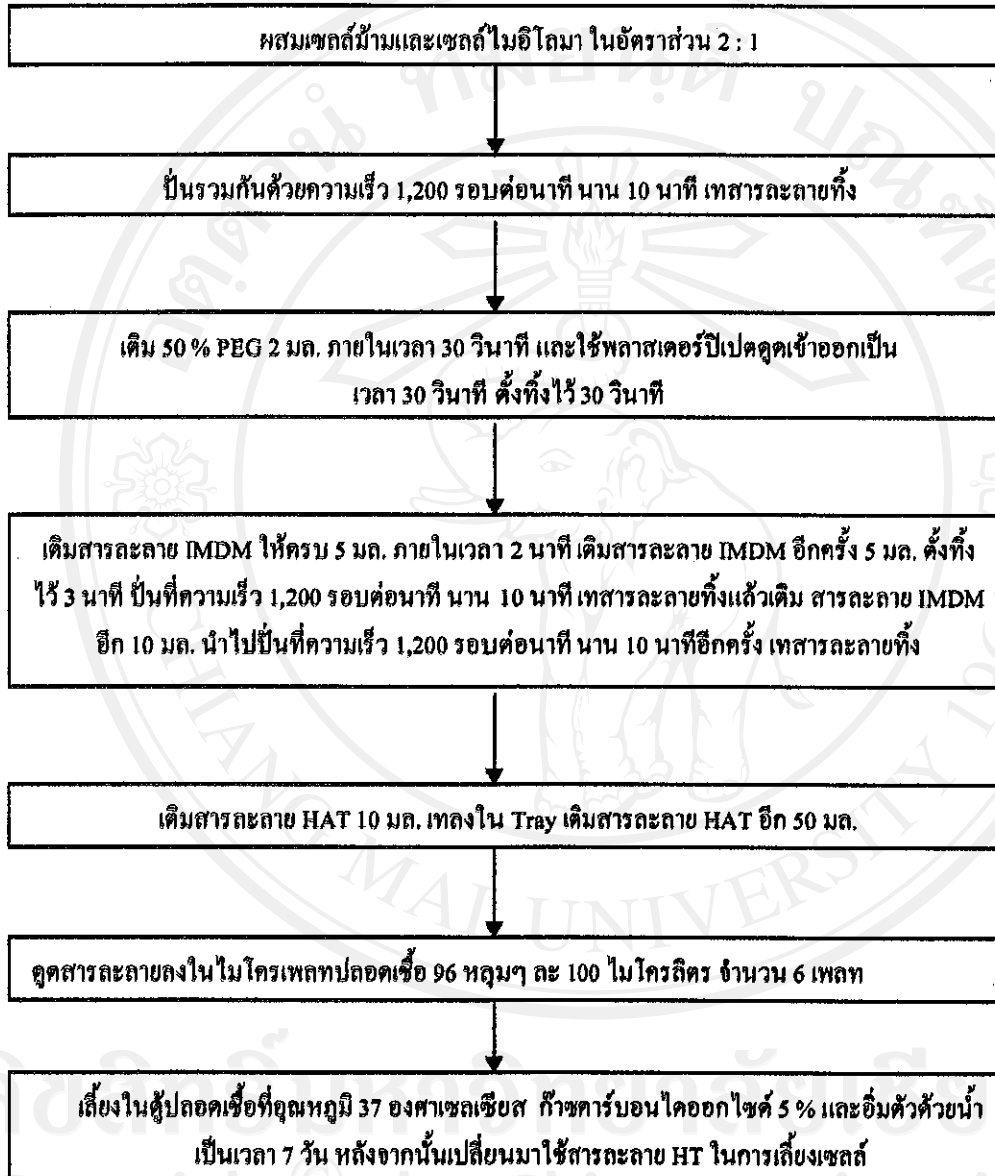 ผสมเซลล์ม้ามและเซลล์ไมอิโลมา ในอัตราส่วน 2 : 1
ปั่นรวมกันด้วยความเร็ว 1,200 รอบต่อนาที นาน 10 นาที เทสารละลายทิ้ง
เติม 50 % PEG 2 มล. ภายในเวลา 30 วินาที และใช้พลาสเตอร์ปิเปตดูดเข้าออกเป็น
เวลา 30 วินาที ตั้งทิ้งไว้ 30 วินาที
เติมสารละลาย IMDM ให้ครบ 5 มล. ภายในเวลา 2 นาที เติมสารละลาย IMDM อีกครั้ง 5 มล. ตั้งทิ้ง
ไว้ 3 นาที ปั่นที่ความเร็ว 1,200 รอบต่อนาที นาน 10 นาที เทสารละลายทิ้งแล้วเติม สารละลาย IMDM
อีก 10 มล. นำไปปั่นที่ความเร็ว 1,200 รอบต่อนาที นาน 10 นาทีอีกครั้ง เทสารละลายทิ้ง
เติมสารละลาย HAT 10 มล. เทลงใน Tray เติมสารละลาย HAT อีก 50 มล.
ดูดสารละลายลงในไมโครเพลทปลอดเชื้อ 96 หลุมๆ ละ 100 ไมโครลิตร จำนวน 6 เพลท
เลี้ยงในตู้ปลอดเชื้อที่อุณหภูมิ 37 องศาเซลเซียส ก๊าซคาร์บอนไดออกไซด์ 5 % และอิ่มตัวด้วยน้ำ
เป็นเวลา 7 วัน หลังจากนั้นเปลี่ยนมาใช้สารละลาย HT ในการเลี้ยงเซลล์
CHIANG MAI UNIVERSITY